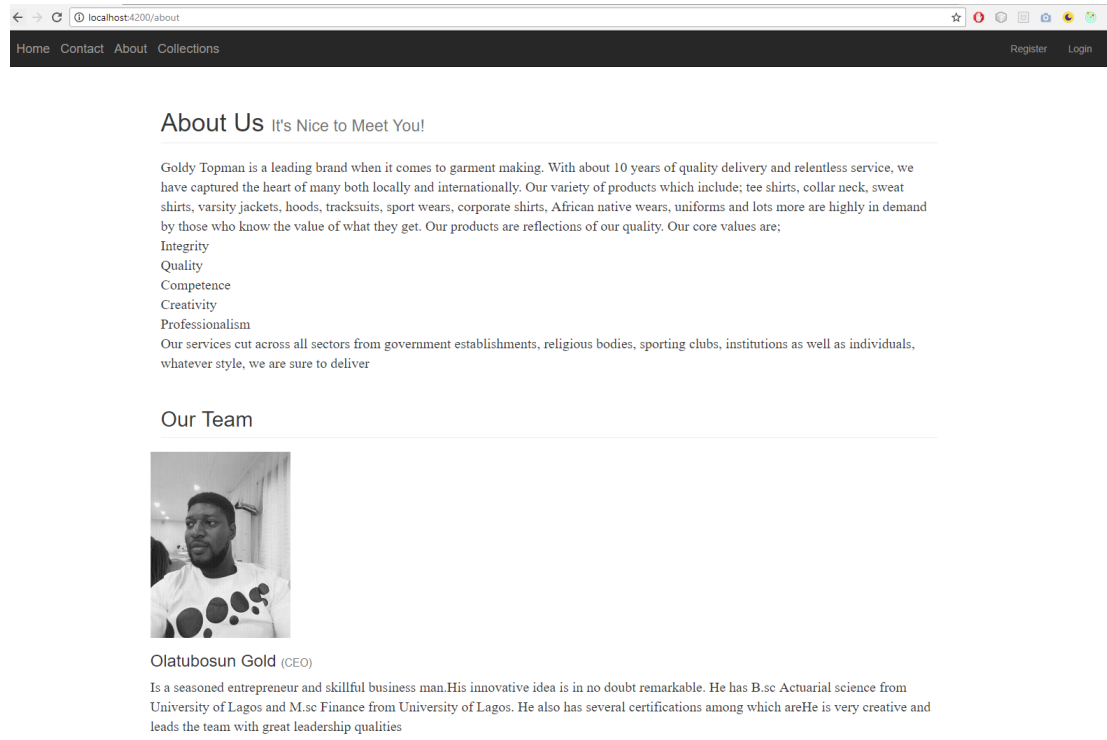 localhost:4200/about
Home Contact About Collections Register Login
About Us It's Nice to Meet You!
Goldy Topman is a leading brand when it comes to garment making. With about 10 years of quality delivery and relentless service, we
have captured the heart of many both locally and internationally. Our variety of products which include; tee shirts, collar neck, sweat
shirts, varsity jackets, hoods, tracksuits, sport wears, corporate shirts, African native wears, uniforms and lots more are highly in demand
by those who know the value of what they get. Our products are reflections of our quality. Our core values are;
Integrity
Quality
Competence
Creativity
Professionalism
Our services cut across all sectors from government establishments, religious bodies, sporting clubs, institutions as well as individuals,
whatever style, we are sure to deliver
Our Team
Olatubosun Gold (CEO)
Is a seasoned entrepreneur and skillful business man.His innovative idea is in no doubt remarkable. He has B.sc Actuarial science from
University of Lagos and M.sc Finance from University of Lagos. He also has several certifications among which areHe is very creative and
leads the team with great leadership qualities